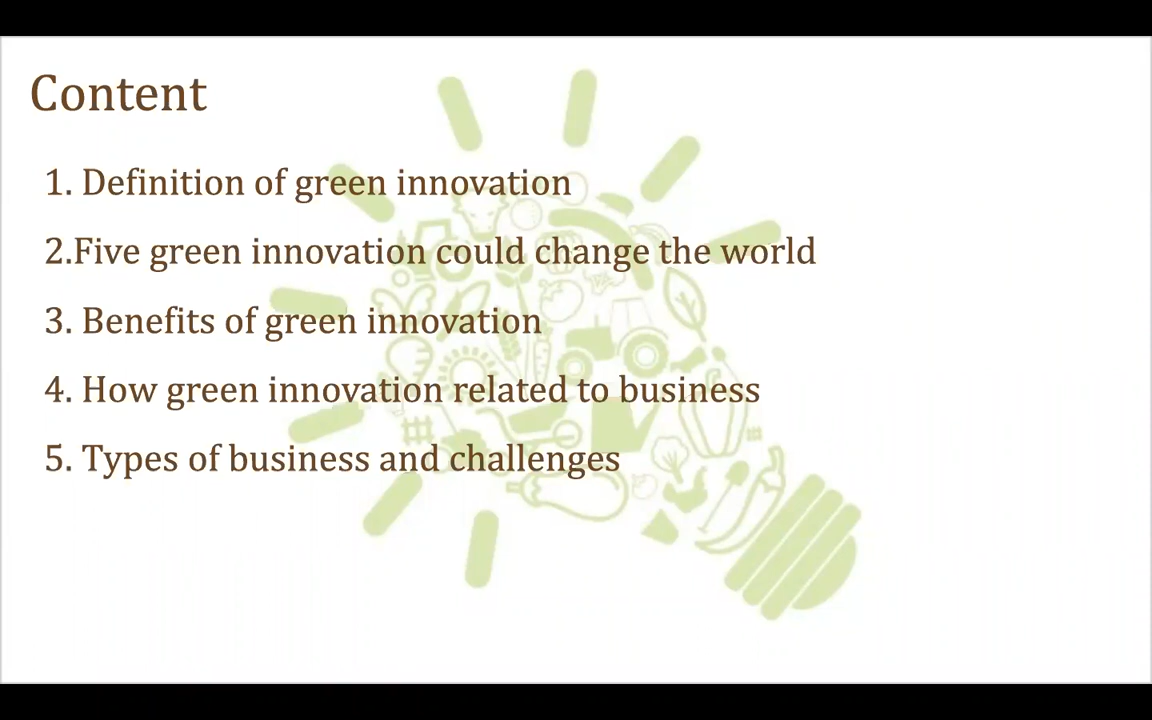 Content
1. Definition of green innovation
2.Five green innovation could change the world
3. Benefits of green innovation
4. How green innovation related to business
5. Types of business and challenges